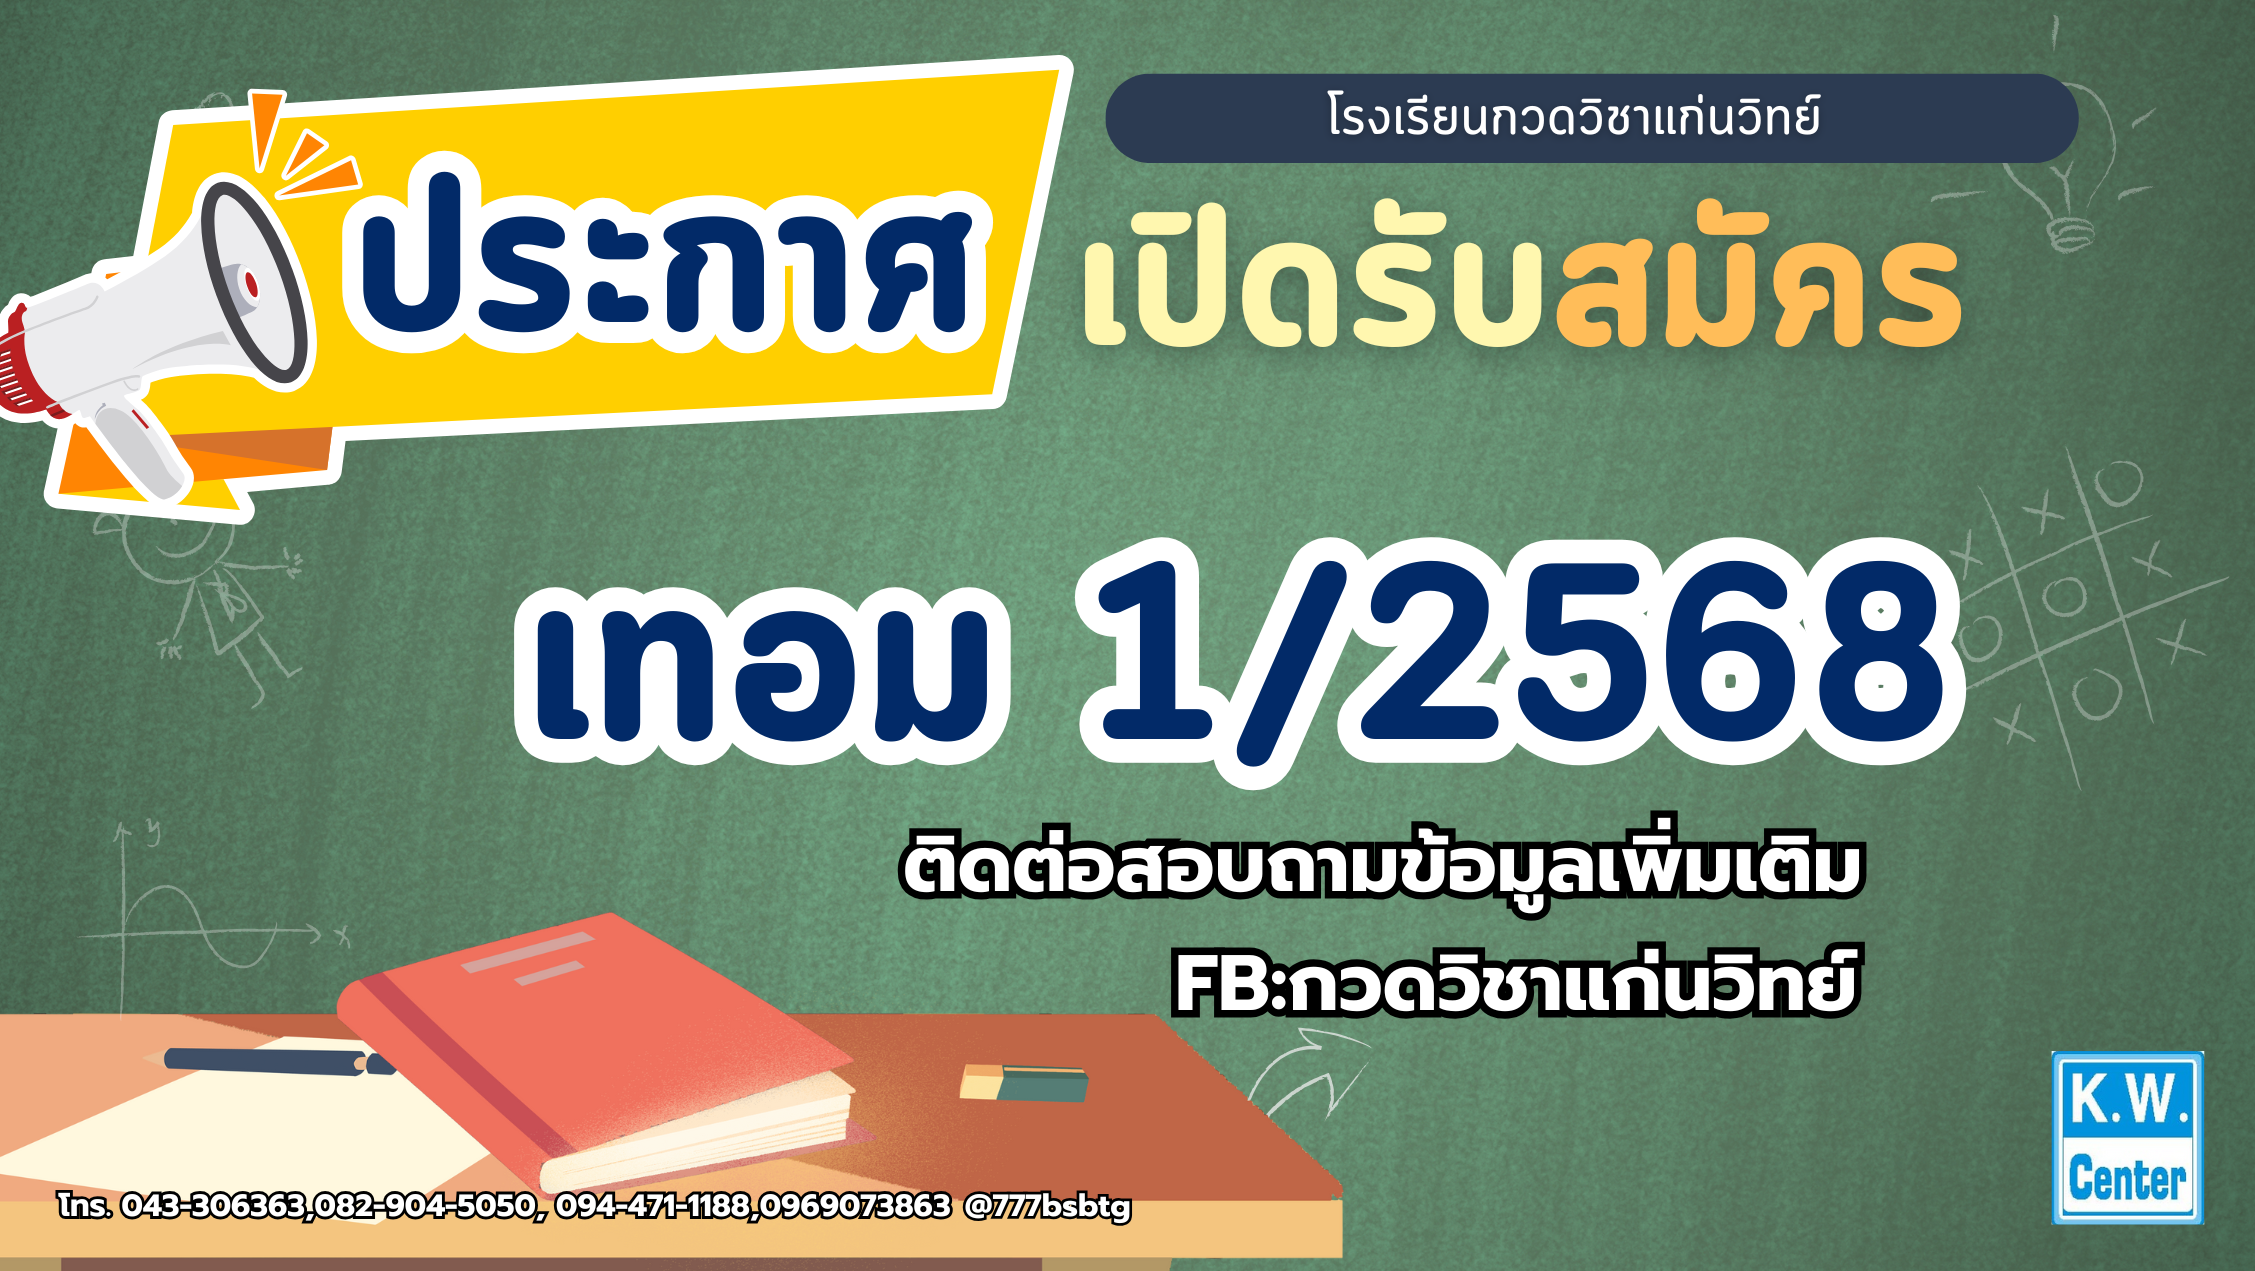 ประกาศ
โรงเรียนกวดวิชาแก่นวิทย์
เปิดรับสมัคร
เทอม 1/2568
ติดต่อสอบถามข้อมูลเพิ่มเติม
FB:กวดวิชาแก่นวิทย์
y
x
K.W.
Center
โทร. 043-306363,082-904-5050, 094-471-1188,0969073863 @777bsbtg